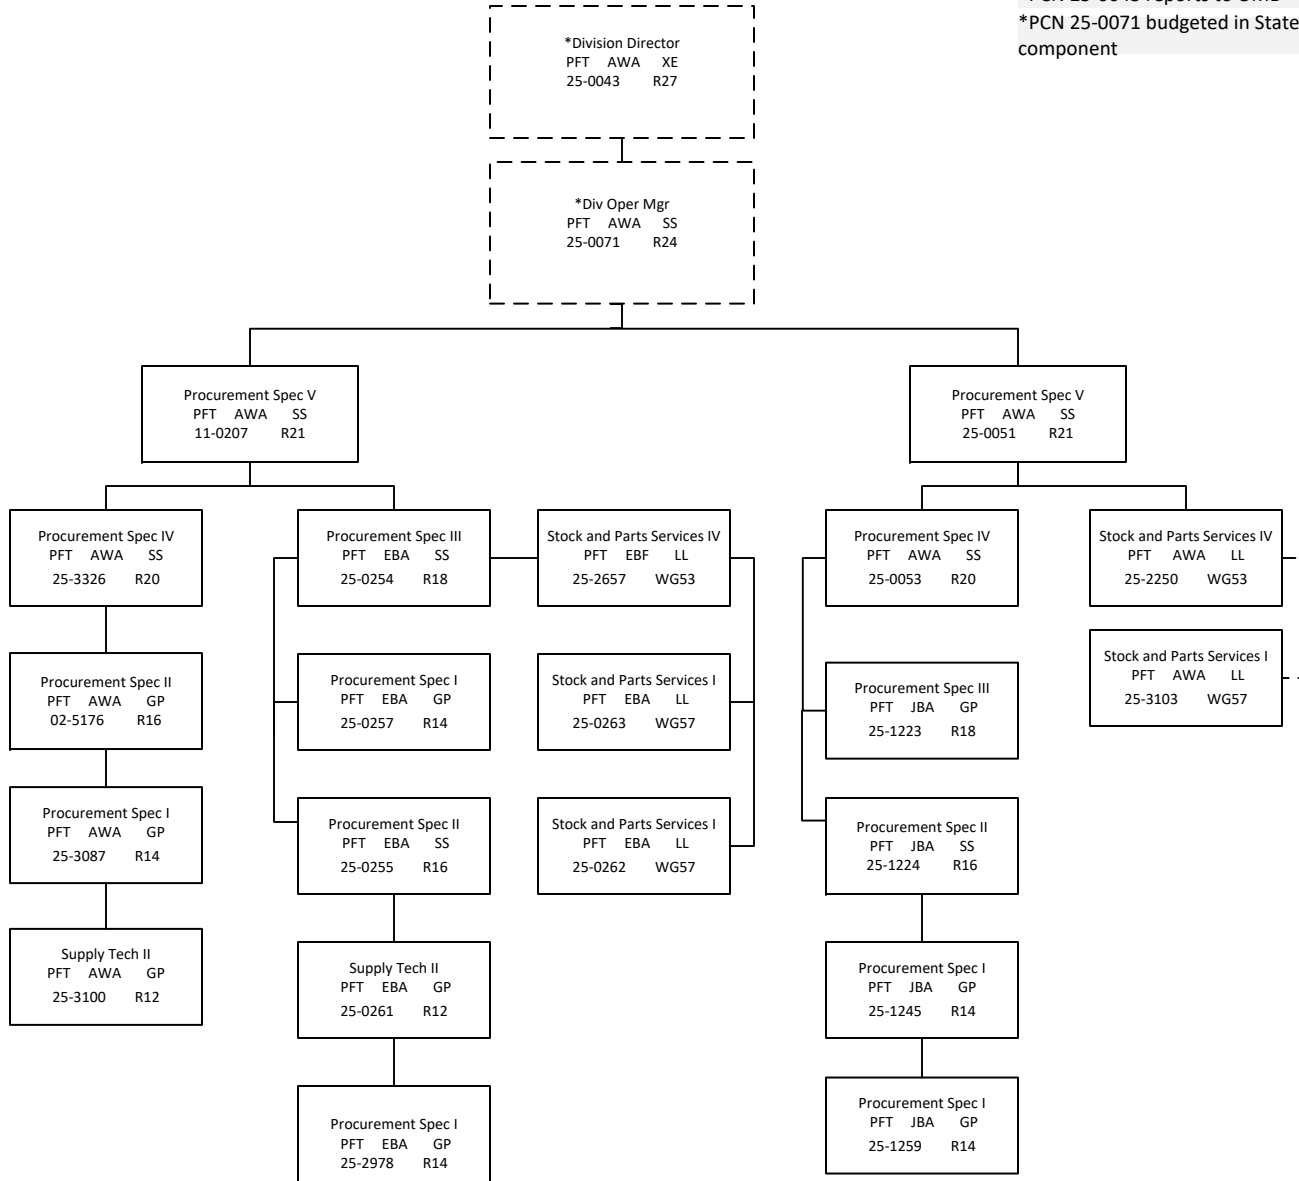 *PCN 25-0071 budgeted in State
component
*Division Director
PFT AWA XE
25-0043 R27
*Div Oper Mgr
PFT AWA SS
25-0071 R24
Procurement Spec V
PFT AWA SS
11-0207 R21
Procurement Spec V
PFT AWA SS
25-0051 R21
Procurement Spec IV
PFT AWA SS
25-3326 R20
Procurement Spec III
PFT EBA SS
25-0254 R18
Stock and Parts Services IV
PFT EBF LL
25-2657 WG53
Procurement Spec IV
PFT AWA SS
25-0053 R20
Stock and Parts Services IV
PFT AWA LL
25-2250 WG53
Procurement Spec II
PFT AWA GP
02-5176 R16
Procurement Spec I
PFT EBA GP
25-0257 R14
Stock and Parts Services I
PFT EBA LL
25-0263 WG57
Procurement Spec III
PFT JBA GP
25-1223 R18
Stock and Parts Services I
PFT AWA LL
25-3103 WG57
Procurement Spec I
PFT AWA GP
25-3087 R14
Procurement Spec II
PFT EBA SS
25-0255 R16
Stock and Parts Services I
PFT EBA LL
25-0262 WG57
Procurement Spec II
PFT JBA SS
25-1224 R16
Supply Tech II
PFT AWA GP
25-3100 R12
Supply Tech II
PFT EBA GP
25-0261 R12
Procurement Spec I
PFT JBA GP
25-1245 R14
Procurement Spec I
PFT EBA GP
25-2978 R14
Procurement Spec I
PFT JBA GP
25-1259 R14